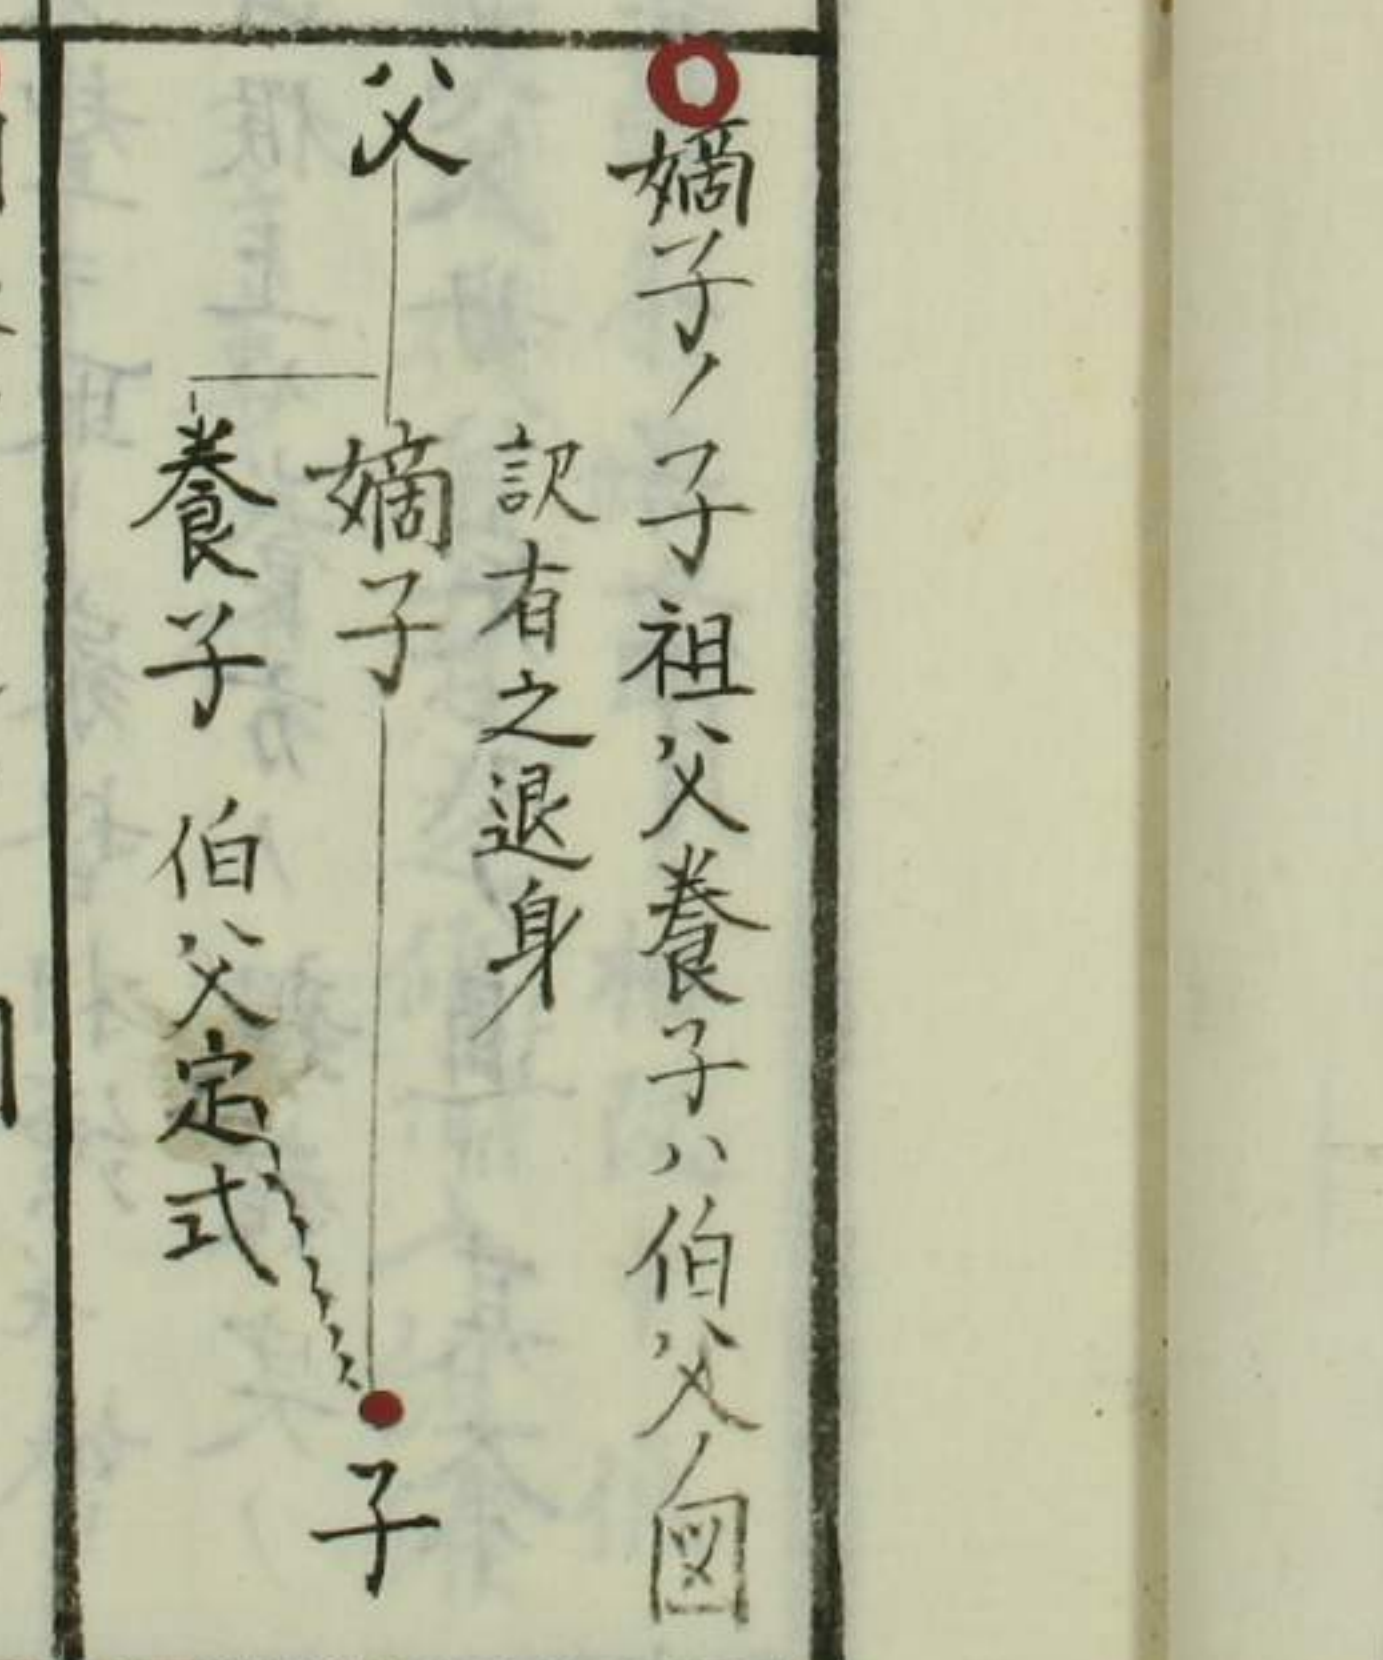 嫡子ノ子祖父養子ハ伯父ノ図
訳有之退身
父
嫡子
子
養子 伯父定式